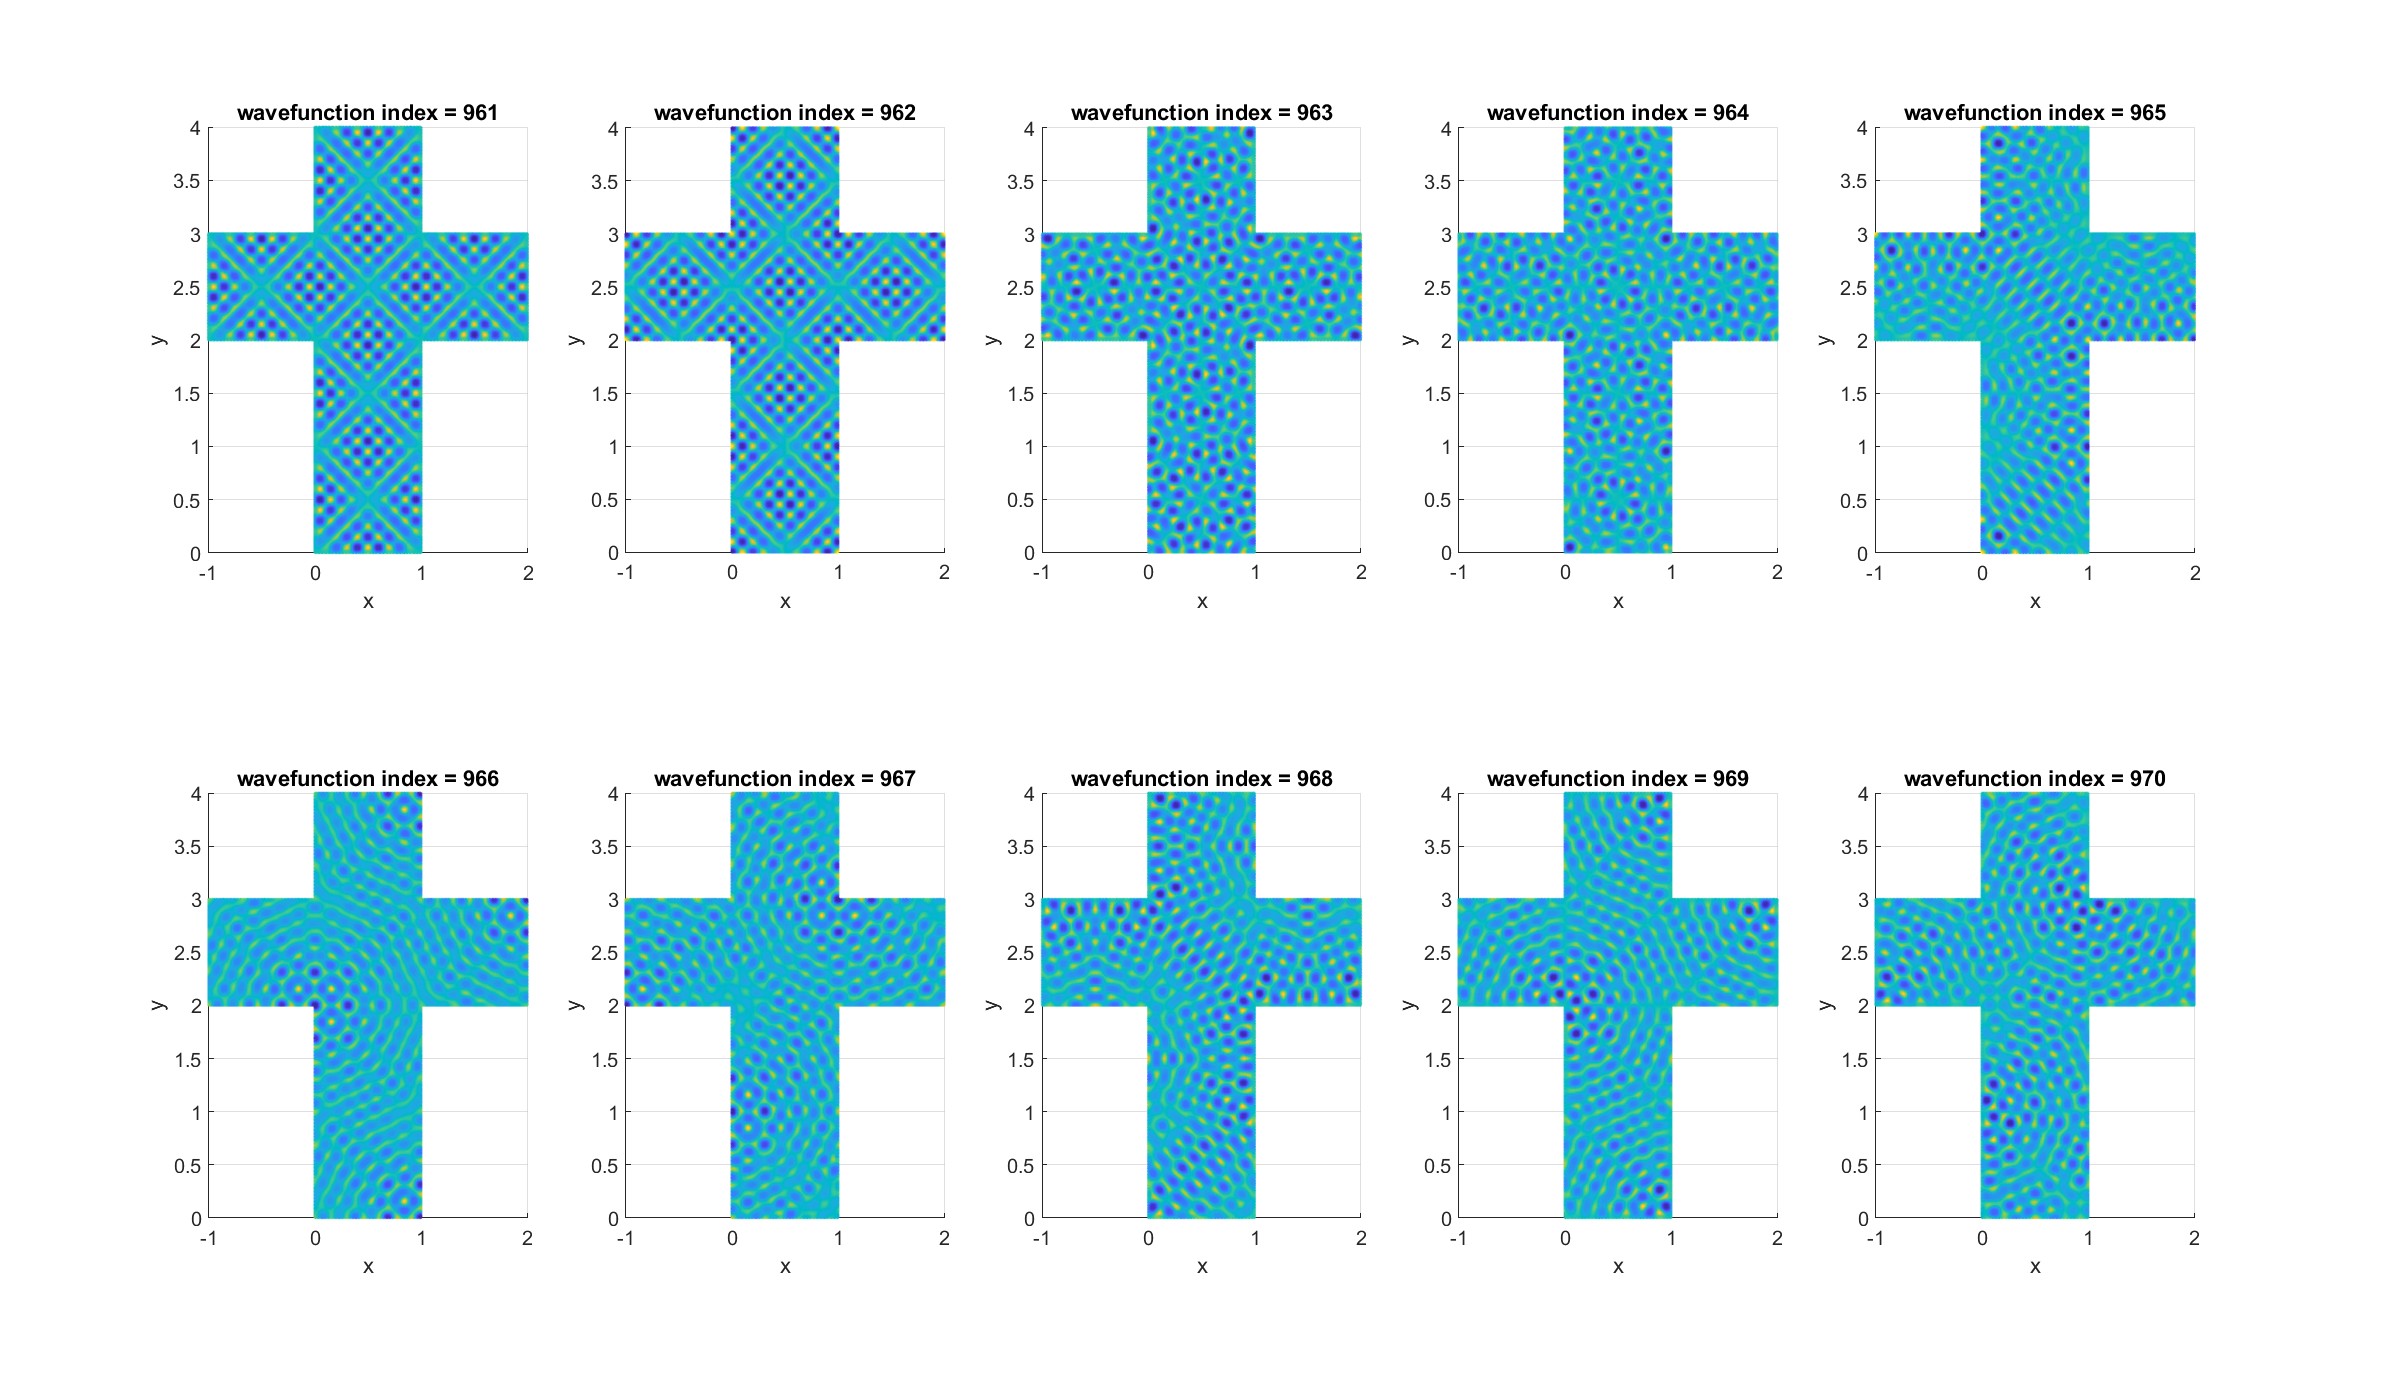 wavefunction index = 961
wavefunction index = 962
wavefunction index = 963
wavefunction index = 964
wavefunction index = 965
4 4 4 4 4
3.5 3.5 3.5 3.5 3.5
3 3 3 3 3
2.5 2.5 2.5 2.5 2.5
y y y y y
2 2 2 2 2
1.5 1.5 1.5 1.5 1.5
1 1 1 1 1
0.5 0.5 0.5 0.5 0.5
0 0 0 0 0
-1 0 1 2 -1 0 1 2 -1 0 1 2 -1 0 1 2 -1 0 1 2
x x x x x
wavefunction index = 966
wavefunction index = 967
wavefunction index = 968
wavefunction index = 969
wavefunction index = 970
4 4 4 4 4
3.5 3.5 3.5 3.5 3.5
3 3 3 3 3
2.5 2.5 2.5 2.5 2.5
y y y y y
2 2 2 2 2
1.5 1.5 1.5 1.5 1.5
1 1 1 1 1
0.5 0.5 0.5 0.5 0.5
0 0 0 0 0
-1 0 1 2 -1 0 1 2 -1 0 1 2 -1 0 1 2 -1 0 1 2
x x x x x